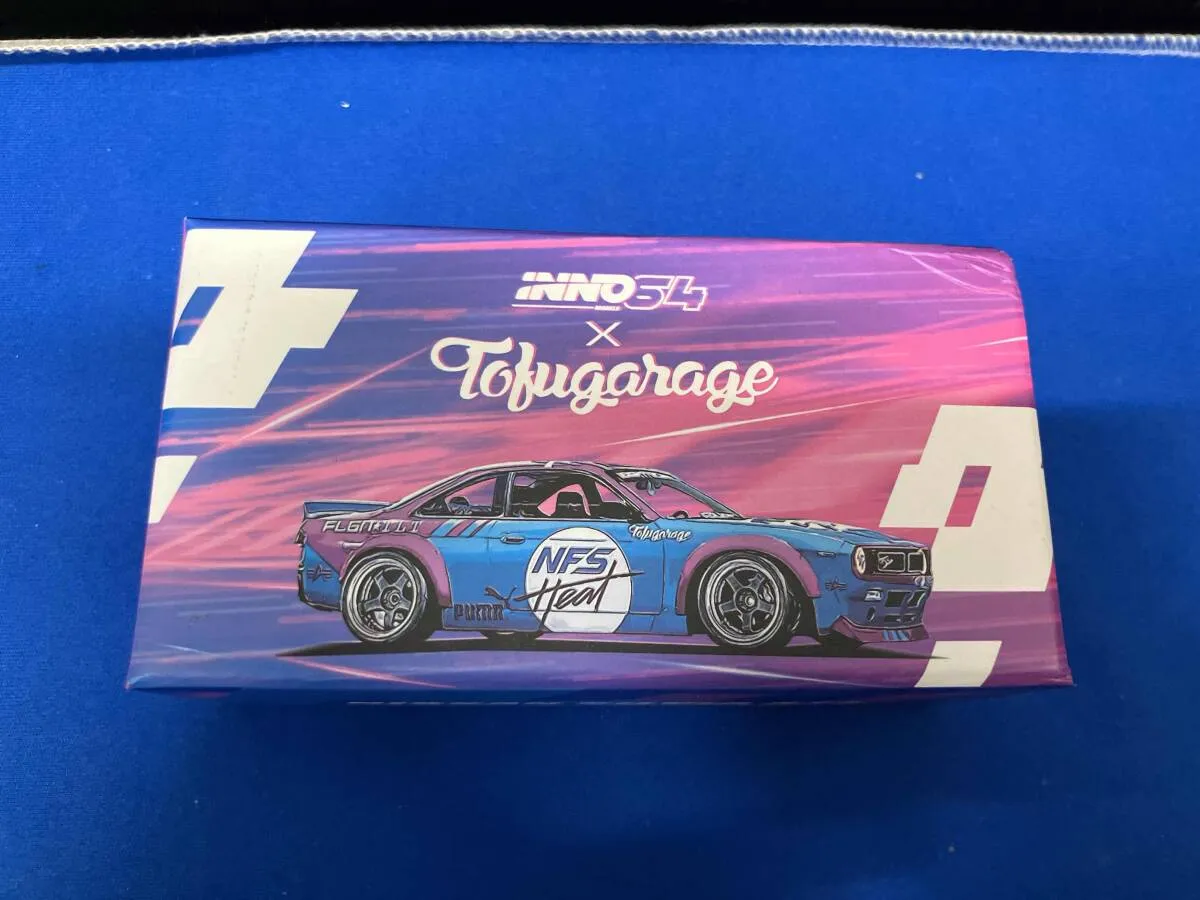 INNO64
X
Tofugarage
Tofugarage
NFS
Heat
PUMA